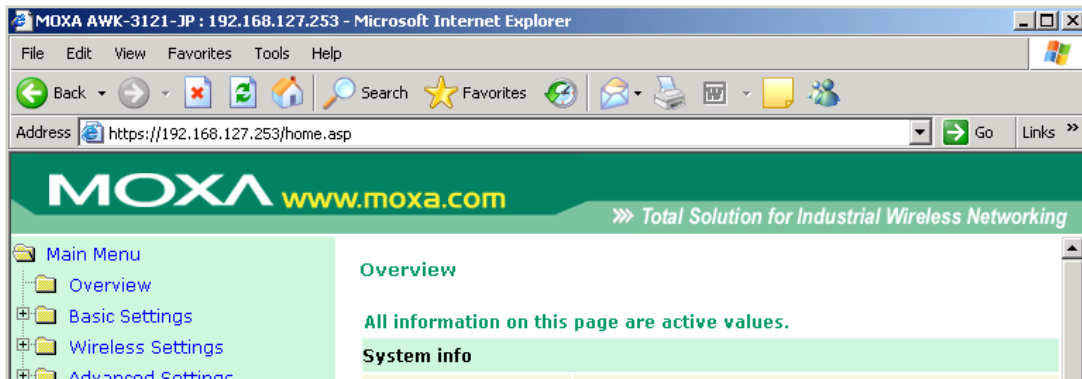 MOXA AWK-3121-JP : 192.168.127.253 - Microsoft Internet Explorer
File Edit View Favorites Tools Help
Back Search Favorites
Address https://192.168.127.253/home.asp Go Links »
MOXA www.moxa.com
Total Solution for Industrial Wireless Networking
Main Menu
Overview
Basic Settings
Wireless Settings
Advanced Settings
Overview
All information on this page are active values.
System info